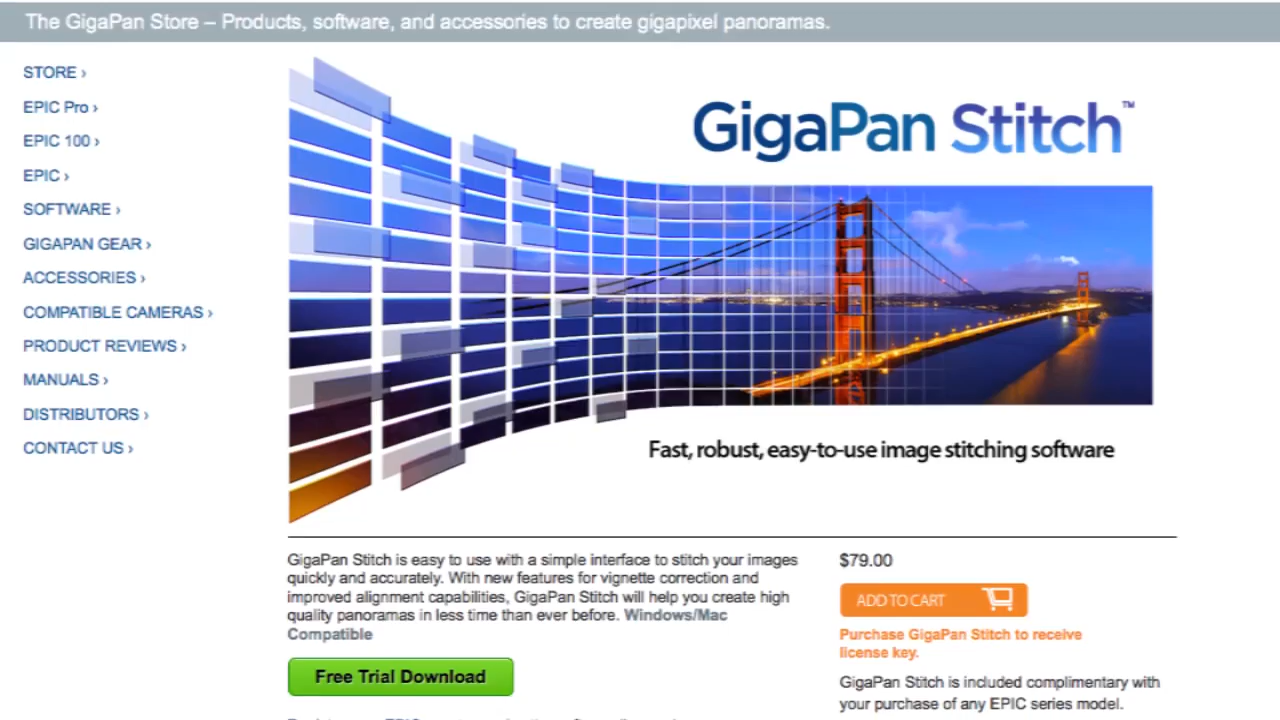 The GigaPan Store – Products, software, and accessories to create gigapixel panoramas.
STORE ›
EPIC Pro ›
EPIC 100 ›
EPIC ›
SOFTWARE ›
GIGAPAN GEAR ›
ACCESSORIES ›
COMPATIBLE CAMERAS ›
PRODUCT REVIEWS ›
MANUALS ›
DISTRIBUTORS ›
CONTACT US ›
GigaPan Stitch™
Fast, robust, easy-to-use image stitching software
GigaPan Stitch is easy to use with a simple interface to stitch your images
quickly and accurately. With new features for vignette correction and
improved alignment capabilities, GigaPan Stitch will help you create high
quality panoramas in less time than ever before. Windows/Mac
Compatible
Free Trial Download
$79.00
ADD TO CART
Purchase GigaPan Stitch to receive
license key.
GigaPan Stitch is included complimentary with
your purchase of any EPIC series model.